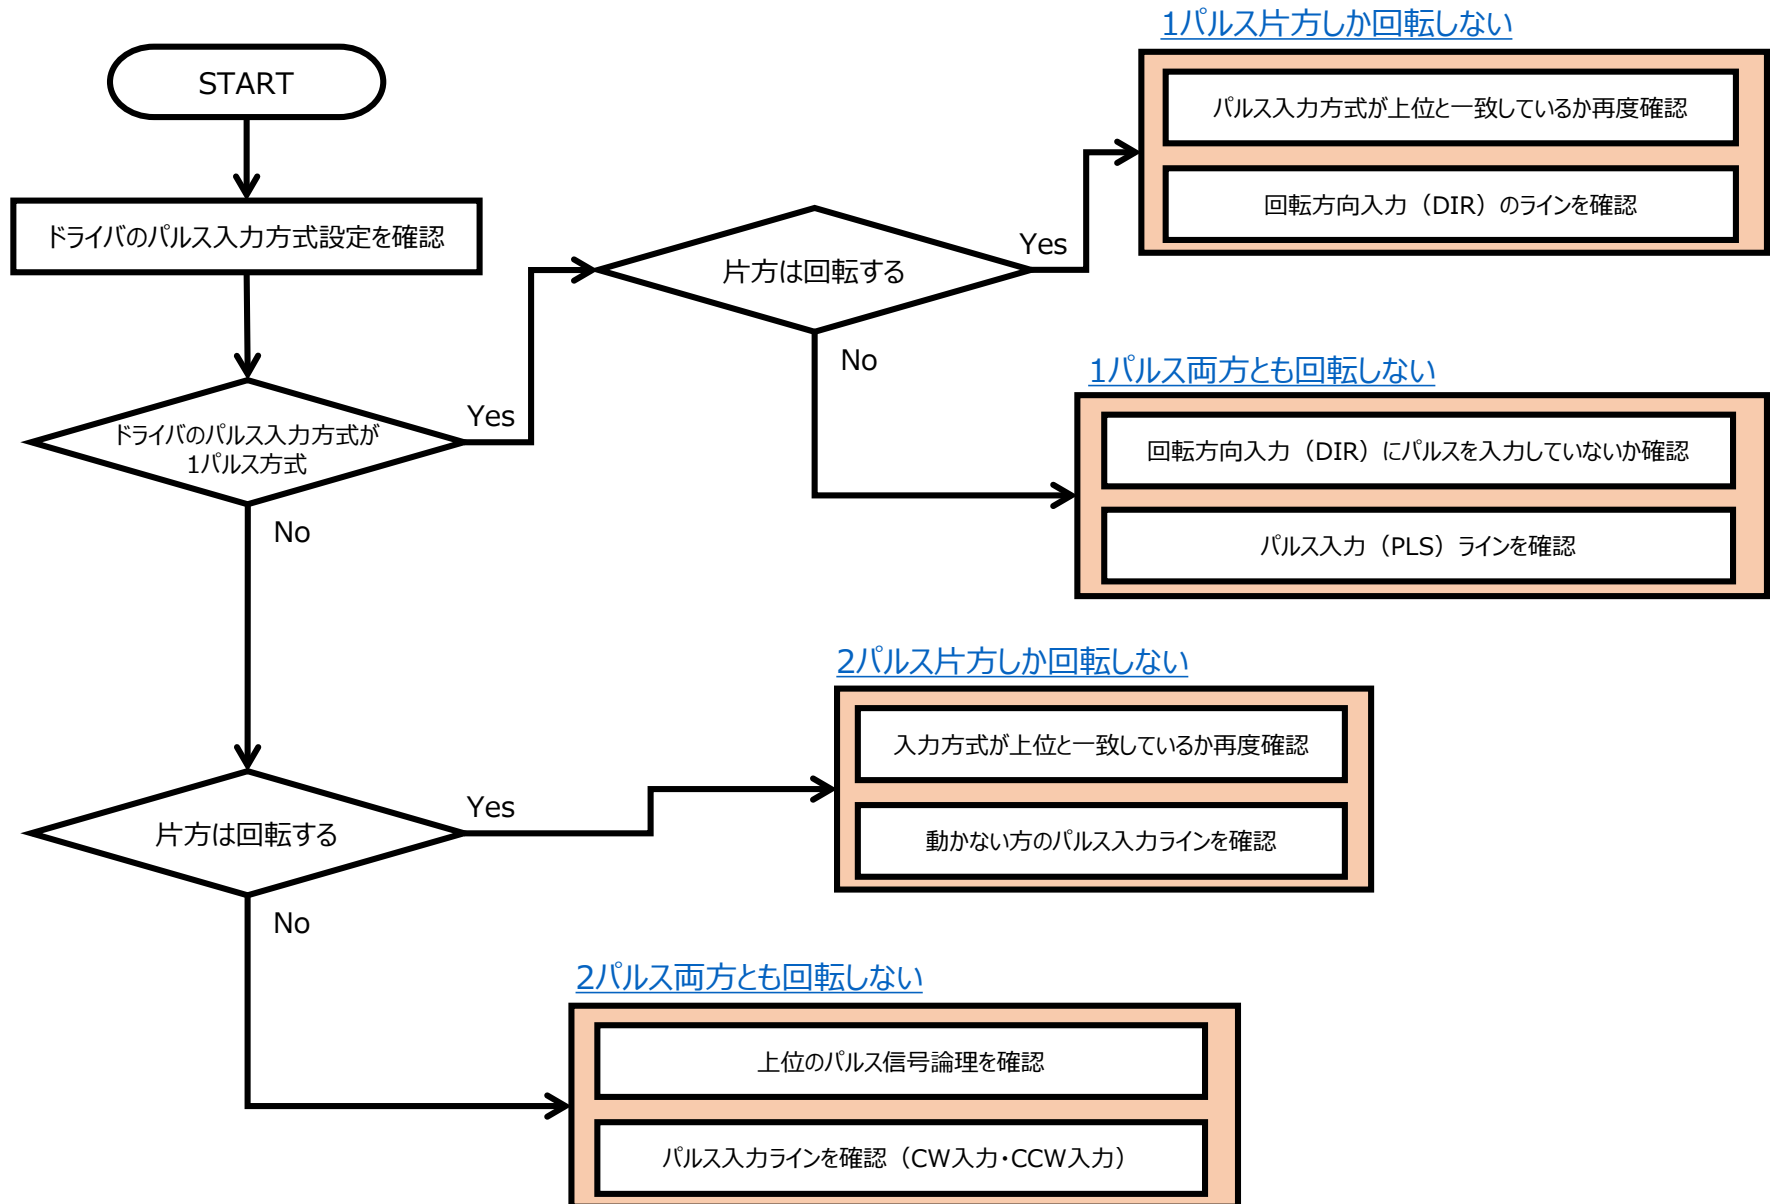 1パルス片方しか回転しない
START
パルス入力方式が上位と一致しているか再度確認
回転方向入力（DIR）のラインを確認
ドライバのパルス入力方式設定を確認
Yes
片方は回転する
No
1パルス両方とも回転しない
Yes
ドライバのパルス入力方式が
1パルス方式
回転方向入力（DIR）にパルスを入力していないか確認
パルス入力（PLS）ラインを確認
No
2パルス片方しか回転しない
入力方式が上位と一致しているか再度確認
Yes
片方は回転する
動かない方のパルス入力ラインを確認
No
2パルス両方とも回転しない
上位のパルス信号論理を確認
パルス入力ラインを確認（CW入力・CCW入力）